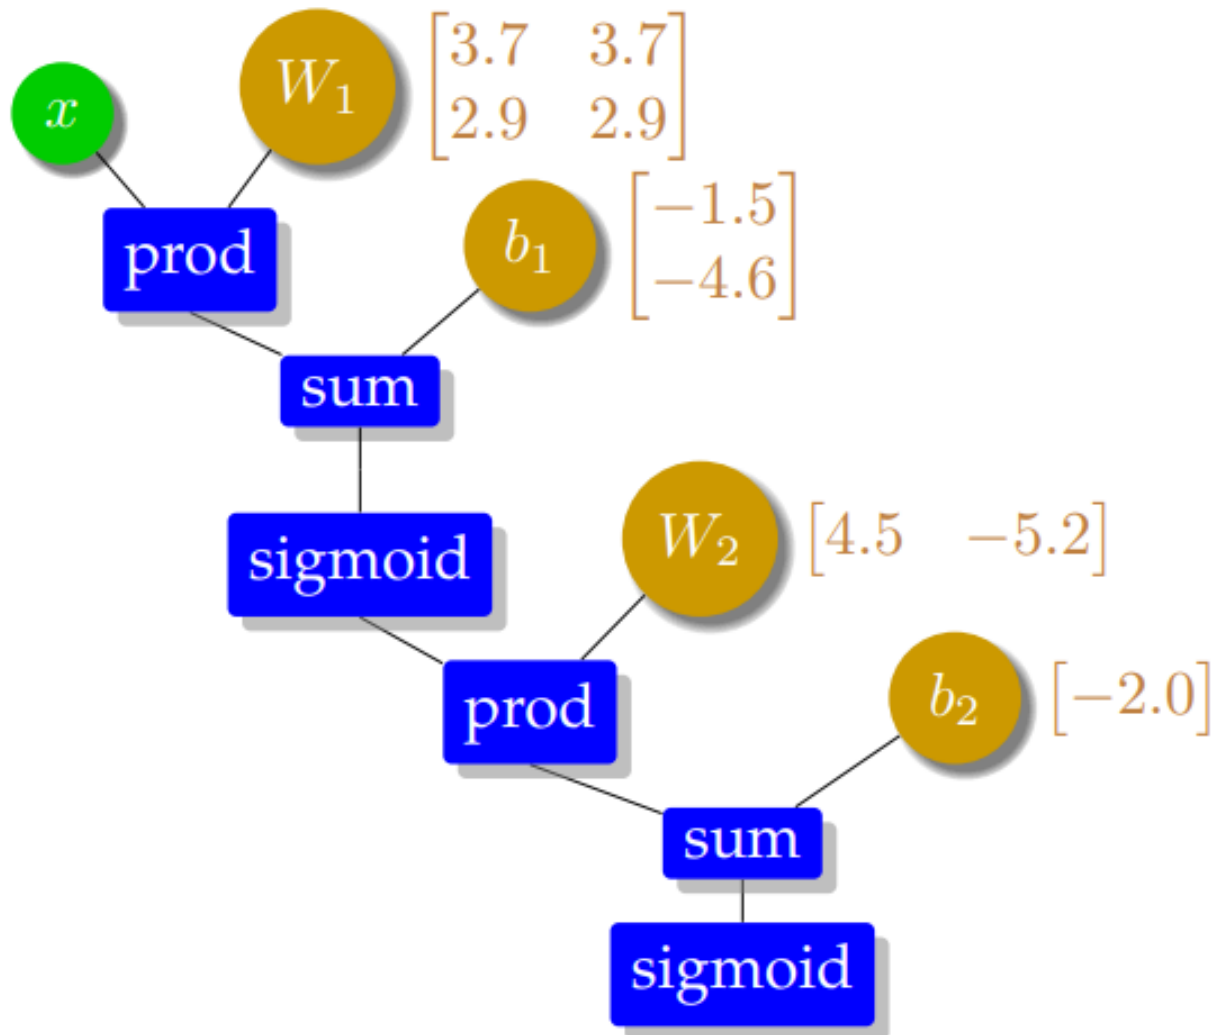 x
W₁
[3.7 3.7
2.9 2.9]
prod
b₁
[−1.5
−4.6]
sum
sigmoid
W₂
[4.5 −5.2]
prod
b₂
[−2.0]
sum
sigmoid